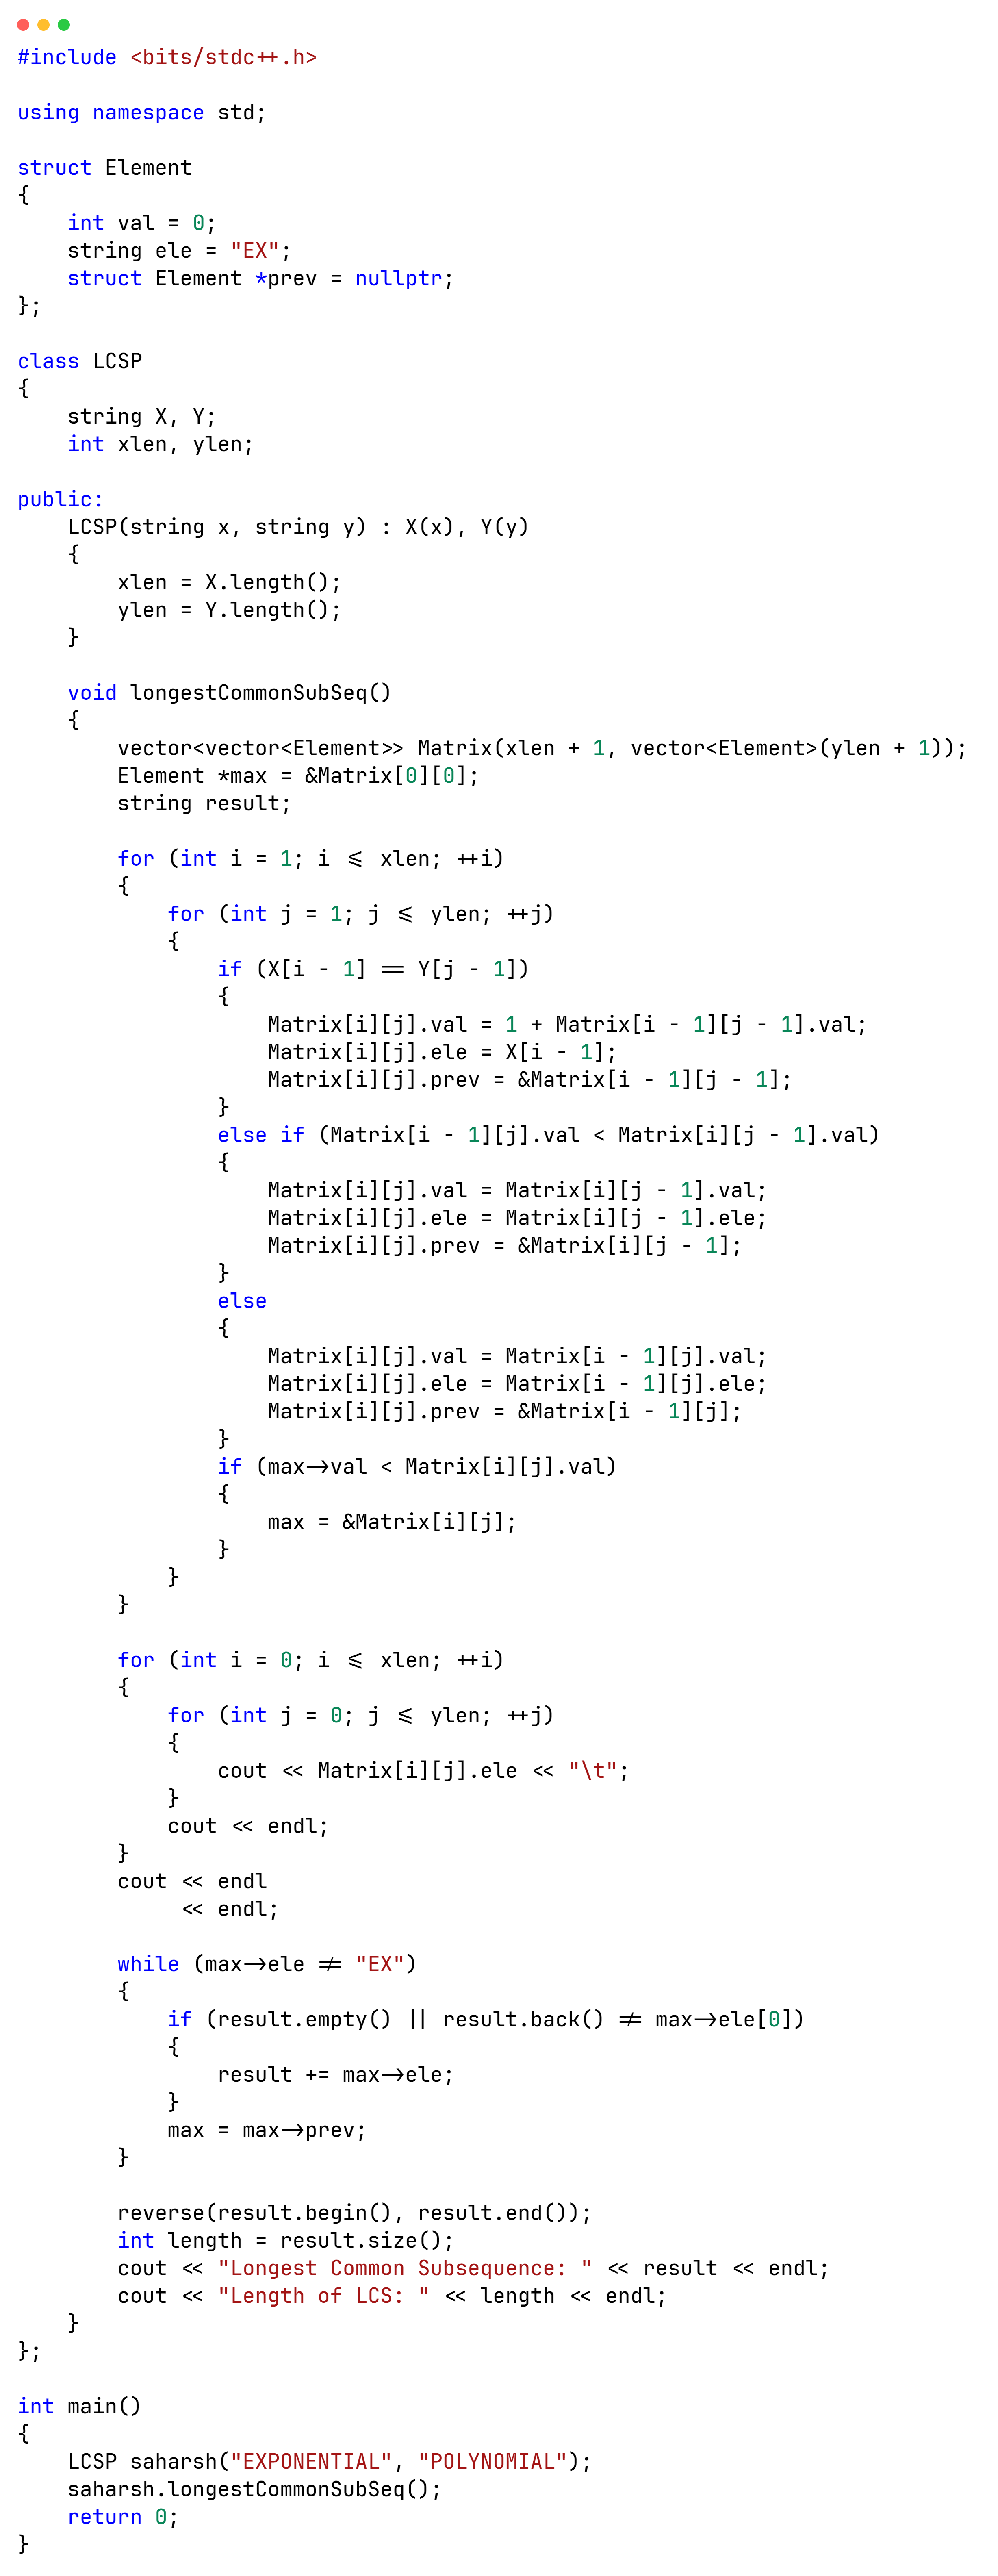 #include <bits/stdc++.h>

using namespace std;

struct Element
{
    int val = 0;
    string ele = "EX";
    struct Element *prev = nullptr;
};

class LCSP
{
    string X, Y;
    int xlen, ylen;

public:
    LCSP(string x, string y) : X(x), Y(y)
    {
        xlen = X.length();
        ylen = Y.length();
    }

    void longestCommonSubSeq()
    {
        vector<vector<Element>> Matrix(xlen + 1, vector<Element>(ylen + 1));
        Element *max = &Matrix[0][0];
        string result;

        for (int i = 1; i <= xlen; ++i)
        {
            for (int j = 1; j <= ylen; ++j)
            {
                if (X[i - 1] == Y[j - 1])
                {
                    Matrix[i][j].val = 1 + Matrix[i - 1][j - 1].val;
                    Matrix[i][j].ele = X[i - 1];
                    Matrix[i][j].prev = &Matrix[i - 1][j - 1];
                }
                else if (Matrix[i - 1][j].val < Matrix[i][j - 1].val)
                {
                    Matrix[i][j].val = Matrix[i][j - 1].val;
                    Matrix[i][j].ele = Matrix[i][j - 1].ele;
                    Matrix[i][j].prev = &Matrix[i][j - 1];
                }
                else
                {
                    Matrix[i][j].val = Matrix[i - 1][j].val;
                    Matrix[i][j].ele = Matrix[i - 1][j].ele;
                    Matrix[i][j].prev = &Matrix[i - 1][j];
                }
                if (max->val < Matrix[i][j].val)
                {
                    max = &Matrix[i][j];
                }
            }
        }

        for (int i = 0; i <= xlen; ++i)
        {
            for (int j = 0; j <= ylen; ++j)
            {
                cout << Matrix[i][j].ele << "\t";
            }
            cout << endl;
        }
        cout << endl
             << endl;

        while (max->ele != "EX")
        {
            if (result.empty() || result.back() != max->ele[0])
            {
                result += max->ele;
            }
            max = max->prev;
        }

        reverse(result.begin(), result.end());
        int length = result.size();
        cout << "Longest Common Subsequence: " << result << endl;
        cout << "Length of LCS: " << length << endl;
    }
};

int main()
{
    LCSP saharsh("EXPONENTIAL", "POLYNOMIAL");
    saharsh.longestCommonSubSeq();
    return 0;
}